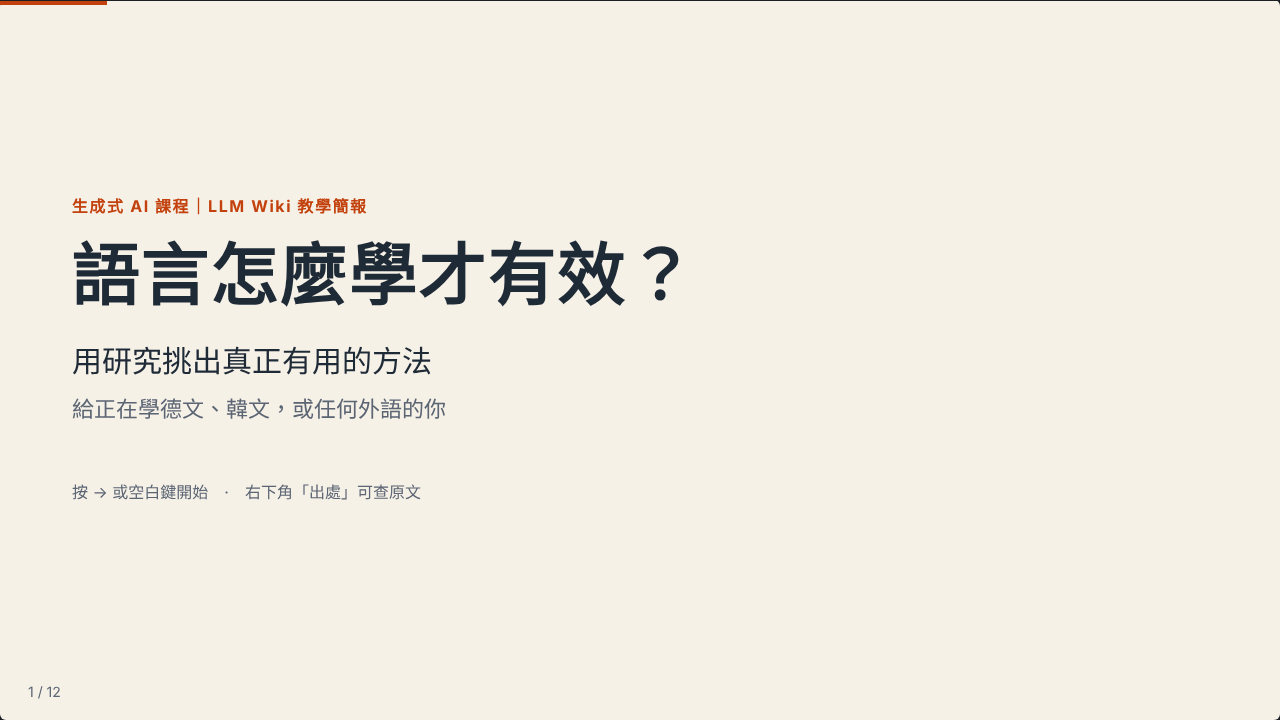 生成式 AI 課程｜LLM Wiki 教學簡報
語言怎麼學才有效？
用研究挑出真正有用的方法
給正在學德文、韓文，或任何外語的你
按 → 或空白鍵開始 · 右下角「出處」可查原文
1 / 12